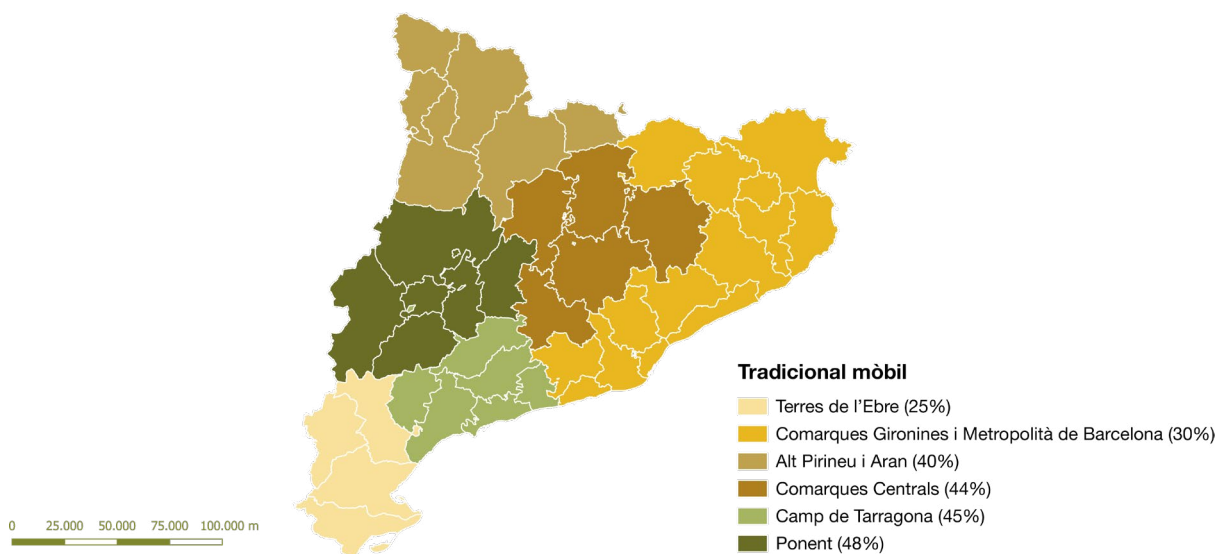 Tradicional mòbil
Terres de l'Ebre (25%)
Comarques Gironines i Metropolità de Barcelona (30%)
Alt Pirineu i Aran (40%)
Comarques Centrals (44%)
Camp de Tarragona (45%)
Ponent (48%)
0 25.000 50.000 75.000 100.000 m